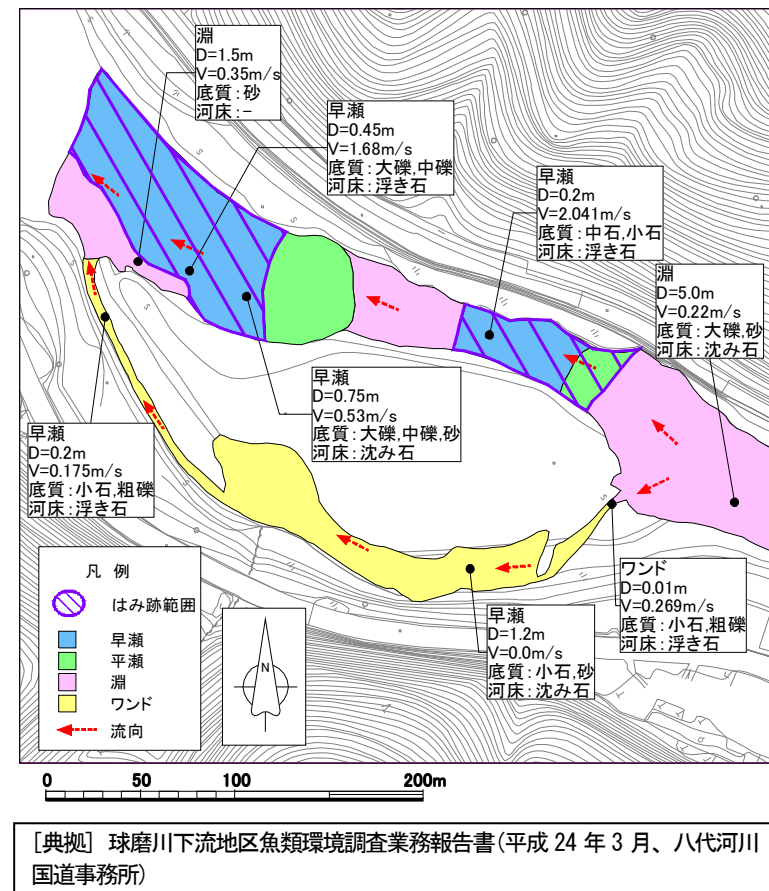 淵
D=1.5m
V=0.35m/s
底質：砂
河床：-
早瀬
D=0.45m
V=1.68m/s
底質：大礫,中礫
河床：浮き石
早瀬
D=0.2m
V=2.041m/s
底質：中石,小石
河床：浮き石
淵
D=5.0m
V=0.22m/s
底質：大礫,砂
河床：沈み石
早瀬
D=0.75m
V=0.53m/s
底質：大礫,中礫,砂
河床：沈み石
早瀬
D=0.2m
V=0.175m/s
底質：小石,粗礫
河床：浮き石
ワンド
D=0.01m
V=0.269m/s
底質：小石,粗礫
河床：浮き石
早瀬
D=1.2m
V=0.0m/s
底質：小石,砂
河床：沈み石
凡 例
はみ跡範囲
早瀬
平瀬
淵
ワンド
流向
N
0 50 100 200m
［典拠］球磨川下流地区魚類環境調査業務報告書(平成 24 年 3 月、八代河川
国道事務所)